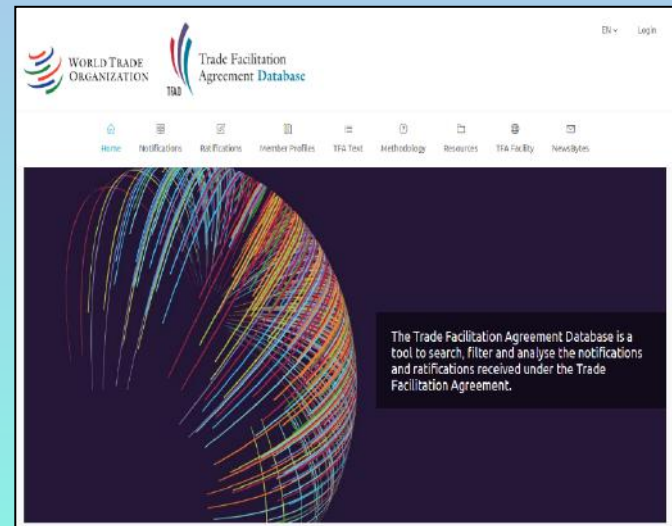 EN
Login
WORLD TRADE
ORGANIZATION
TFAD
Trade Facilitation
Agreement Database
Home Notifications Ratifications Member Profiles TFA Text Methodology Resources TFA Facility NewsBytes
The Trade Facilitation Agreement Database is a
tool to search, filter and analyse the notifications
and ratifications received under the Trade
Facilitation Agreement.